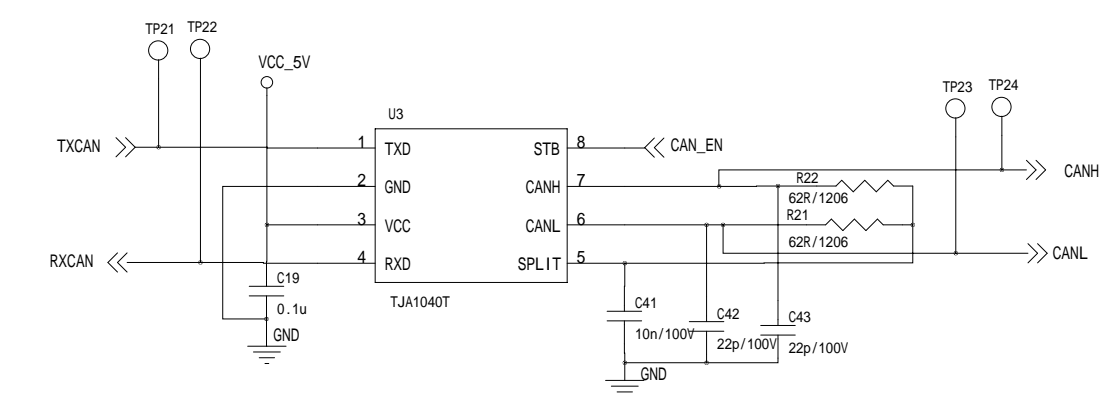 TP21
TP22
VCC_5V
TP23
TP24
U3
TXCAN
1
TXD
STB
8
CAN_EN
CANH
2
GND
CANH
7
R22
62R/1206
3
VCC
CANL
6
R21
62R/1206
RXCAN
4
RXD
SPLIT
5
CANL
C19
0.1u
TJA1040T
C41
10n/100V
C42
22p/100V
C43
22p/100V
GND
GND